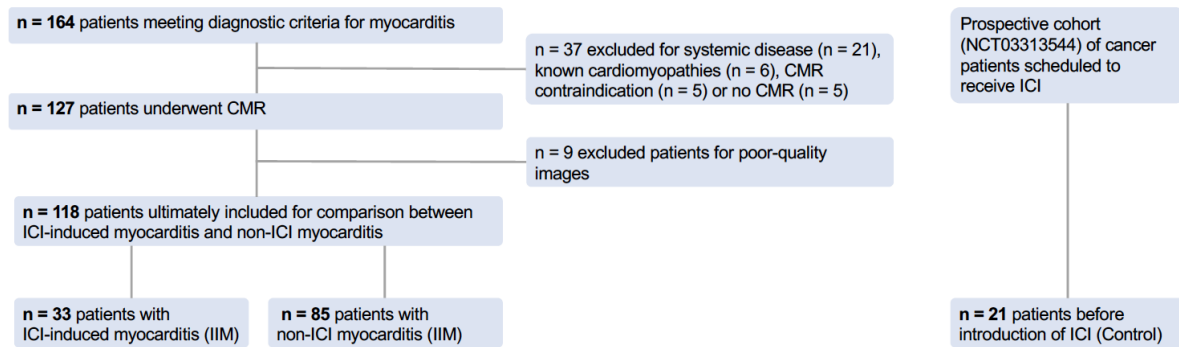 n = 164 patients meeting diagnostic criteria for myocarditis
n = 37 excluded for systemic disease (n = 21),
known cardiomyopathies (n = 6), CMR
contraindication (n = 5) or no CMR (n = 5)
n = 127 patients underwent CMR
n = 9 excluded patients for poor-quality
images
n = 118 patients ultimately included for comparison between
ICI-induced myocarditis and non-ICI myocarditis
n = 33 patients with
ICI-induced myocarditis (IIM)
n = 85 patients with
non-ICI myocarditis (IIM)
Prospective cohort
(NCT03313544) of cancer
patients scheduled to
receive ICI
n = 21 patients before
introduction of ICI (Control)